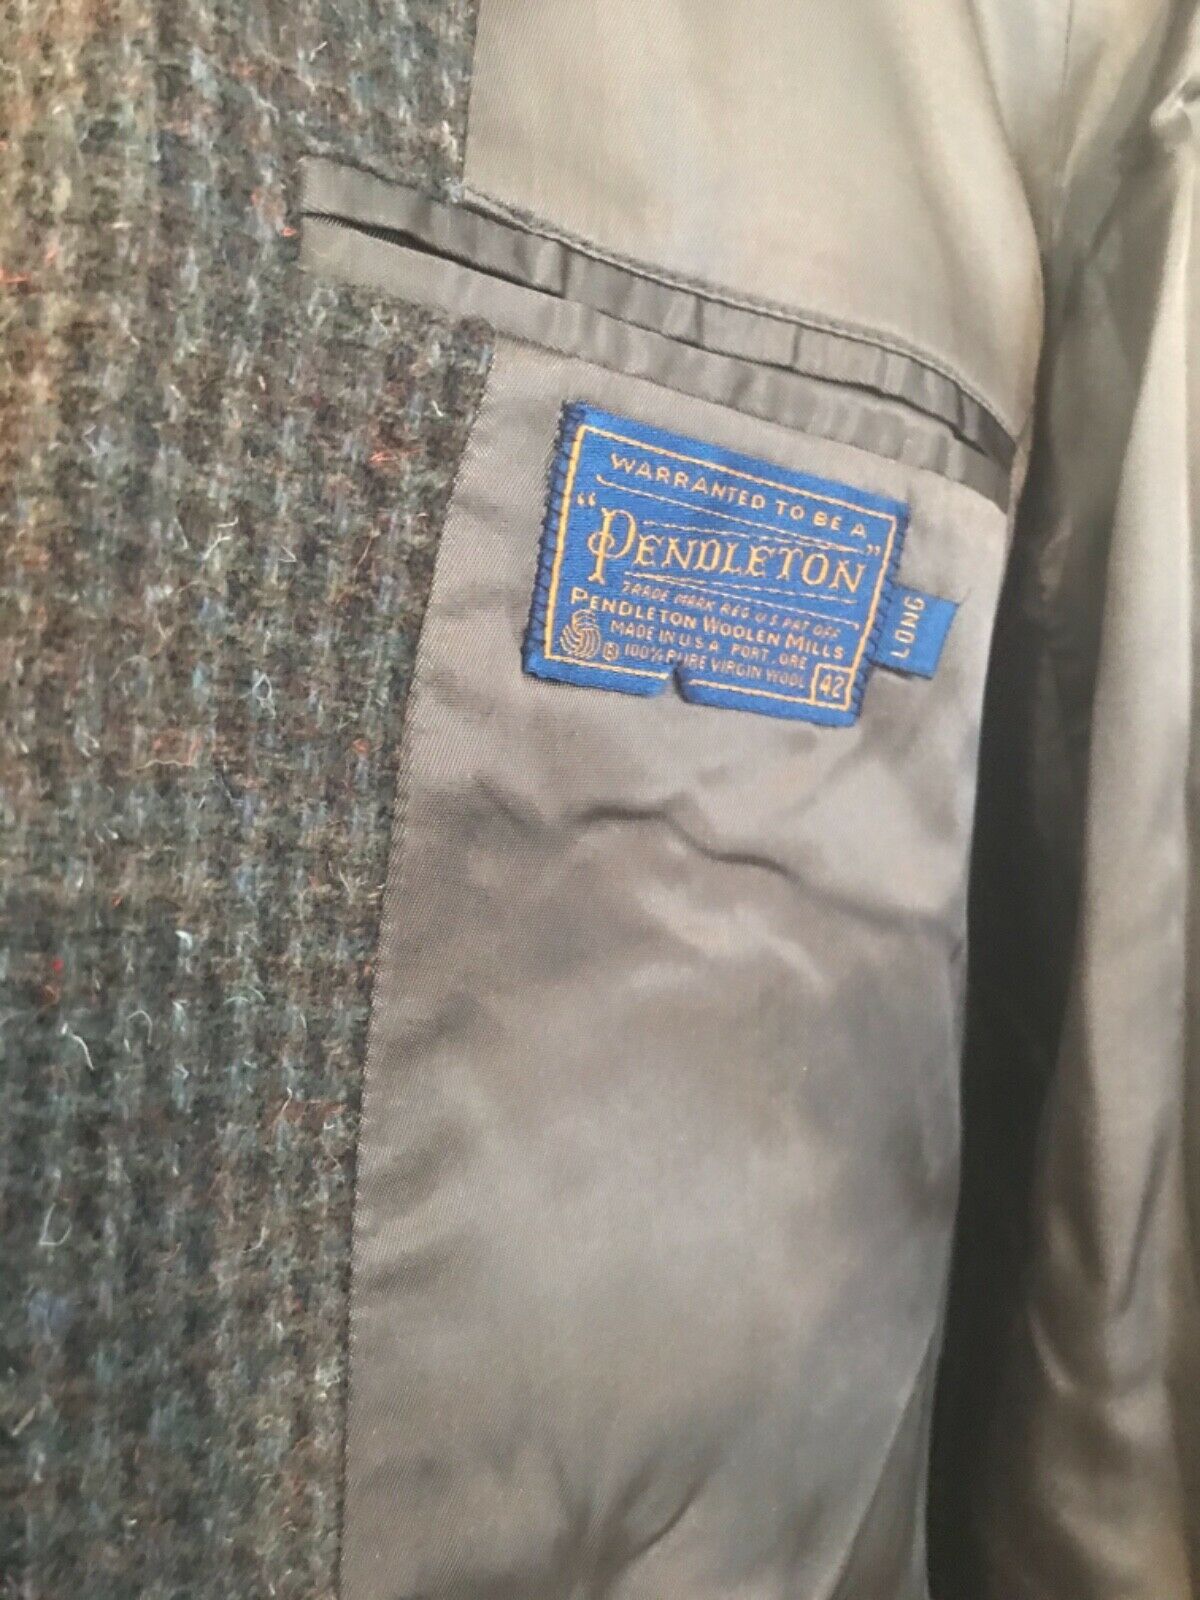 WARRANTED TO BE A
"PENDLETON"
TRADE MARK REG U.S. PAT OFF
PENDLETON WOOLEN MILLS
MADE IN U.S.A. PORT. ORE
® 100% PURE VIRGIN WOOL
42
LONG